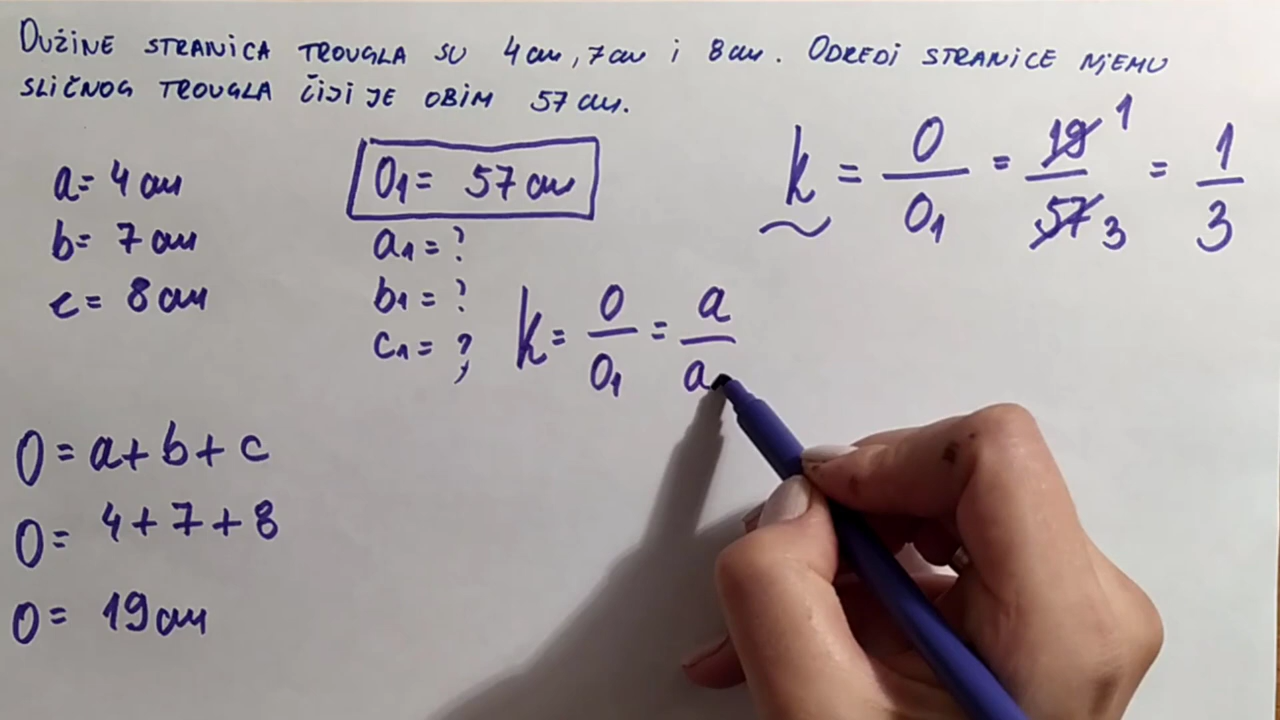 DUŽINE STRANICA TROUGLA SU 4cm, 7cm i 8cm. ODREDI STRANICE NJEMU
SLIČNOG TROUGLA ČIJI JE OBIM 57cm.
a = 4cm
b = 7cm
c = 8cm
O1 = 57cm
a1 = ?
b1 = ?
c1 = ?
k = O/O1 = 19/57 = 1/3
1
3
k = O/O1 = a/a
O = a + b + c
O = 4 + 7 + 8
O = 19cm